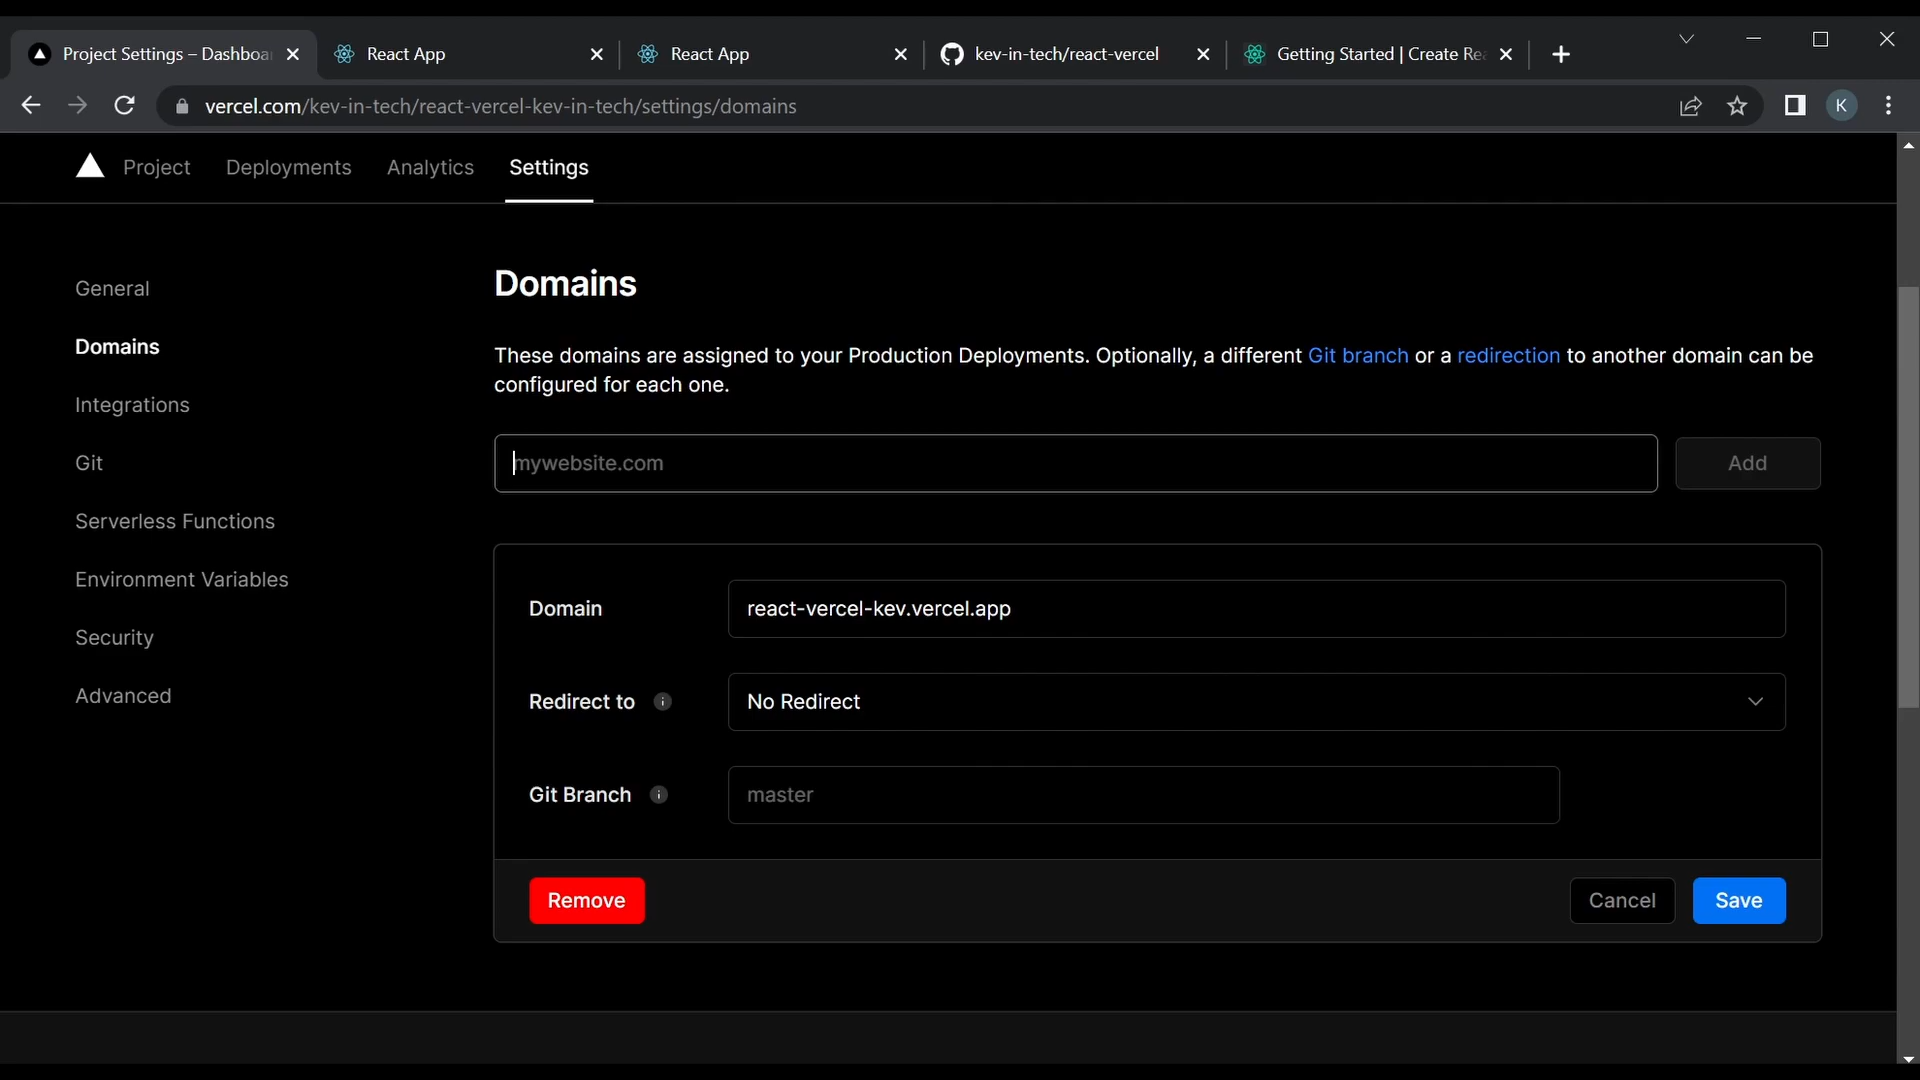 Project Settings – Dashboa
React App
React App
kev-in-tech/react-vercel
Getting Started | Create Re
vercel.com/kev-in-tech/react-vercel-kev-in-tech/settings/domains
K
Project
Deployments
Analytics
Settings
General
Domains
Integrations
Git
Serverless Functions
Environment Variables
Security
Advanced
Domains
These domains are assigned to your Production Deployments. Optionally, a different Git branch or a redirection to another domain can be
configured for each one.
mywebsite.com
Add
Domain
react-vercel-kev.vercel.app
Redirect to
No Redirect
Git Branch
master
Remove
Cancel
Save